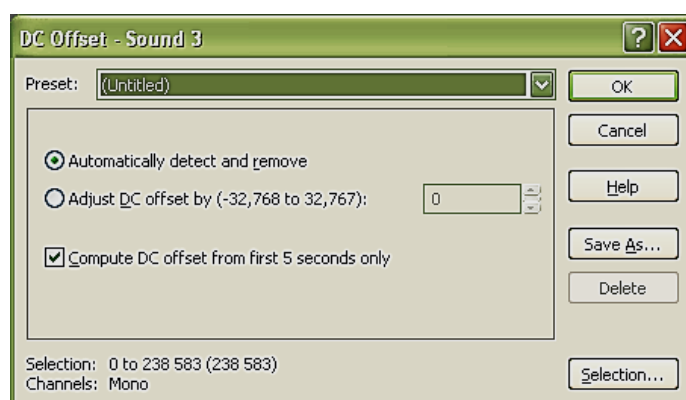 DC Offset - Sound 3
Preset: (Untitled)
OK
Cancel
Automatically detect and remove
Adjust DC offset by (-32,768 to 32,767): 0
Help
Compute DC offset from first 5 seconds only
Save As...
Delete
Selection: 0 to 238 583 (238 583)
Channels: Mono
Selection...